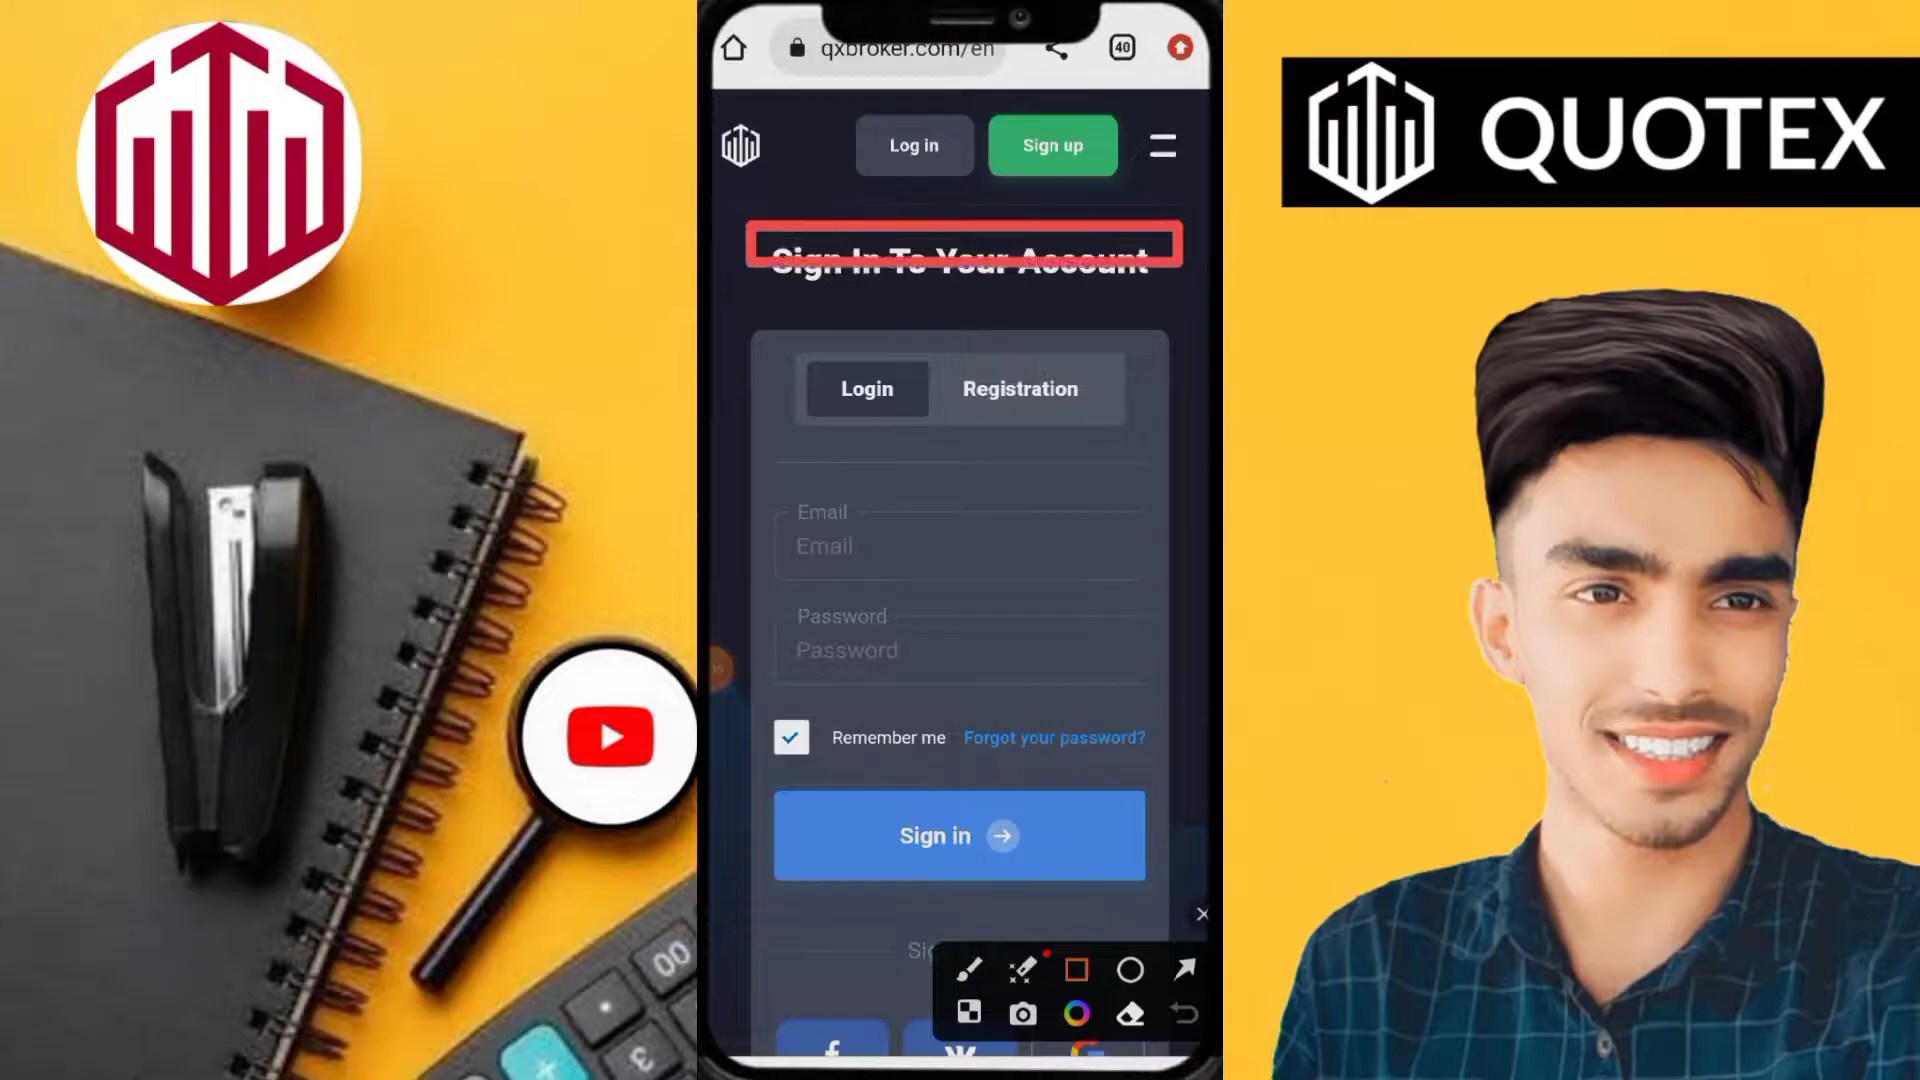 qxbroker.com/en
40
Log in
Sign up
QUOTEX
Sign In To Your Account
Login
Registration
Email
Email
Password
Password
Remember me
Forgot your password?
Sign in
00